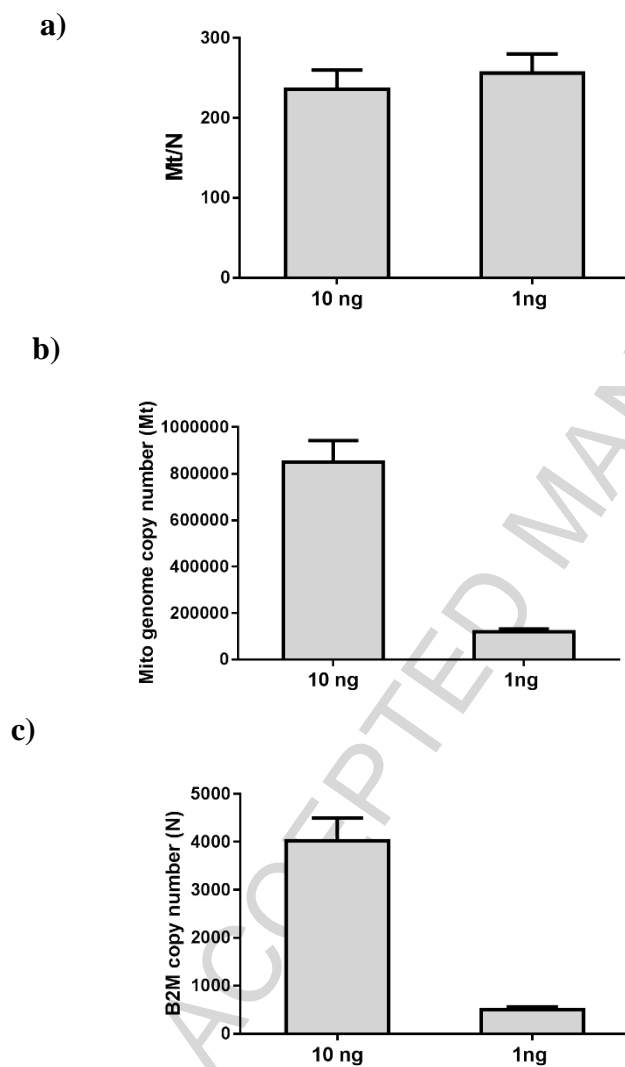 a)
300
200
100
0
Mt/N
10 ng
1ng
b)
1000000
800000
600000
400000
200000
0
Mito genome copy number (Mt)
10 ng
1ng
c)
5000
4000
3000
2000
1000
0
B2M copy number (N)
10 ng
1ng
ACCEPTED MAN